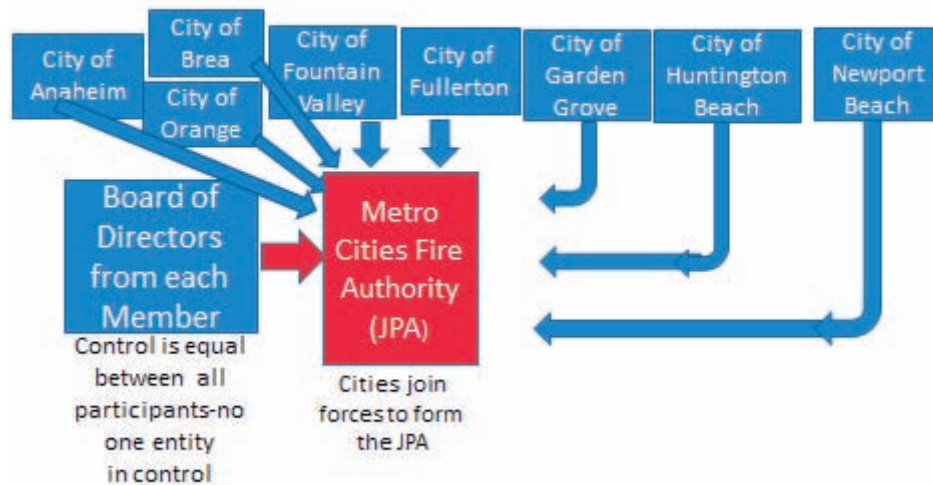 City of
Anaheim
City of
Brea
City of
Orange
City of
Fountain
Valley
City of
Fullerton
City of
Garden
Grove
City of
Huntington
Beach
City of
Newport
Beach
Board of
Directors
from each
Member
Control is equal
between all
participants-no
one entity
in control
Metro
Cities Fire
Authority
(JPA)
Cities join
forces to form
the JPA